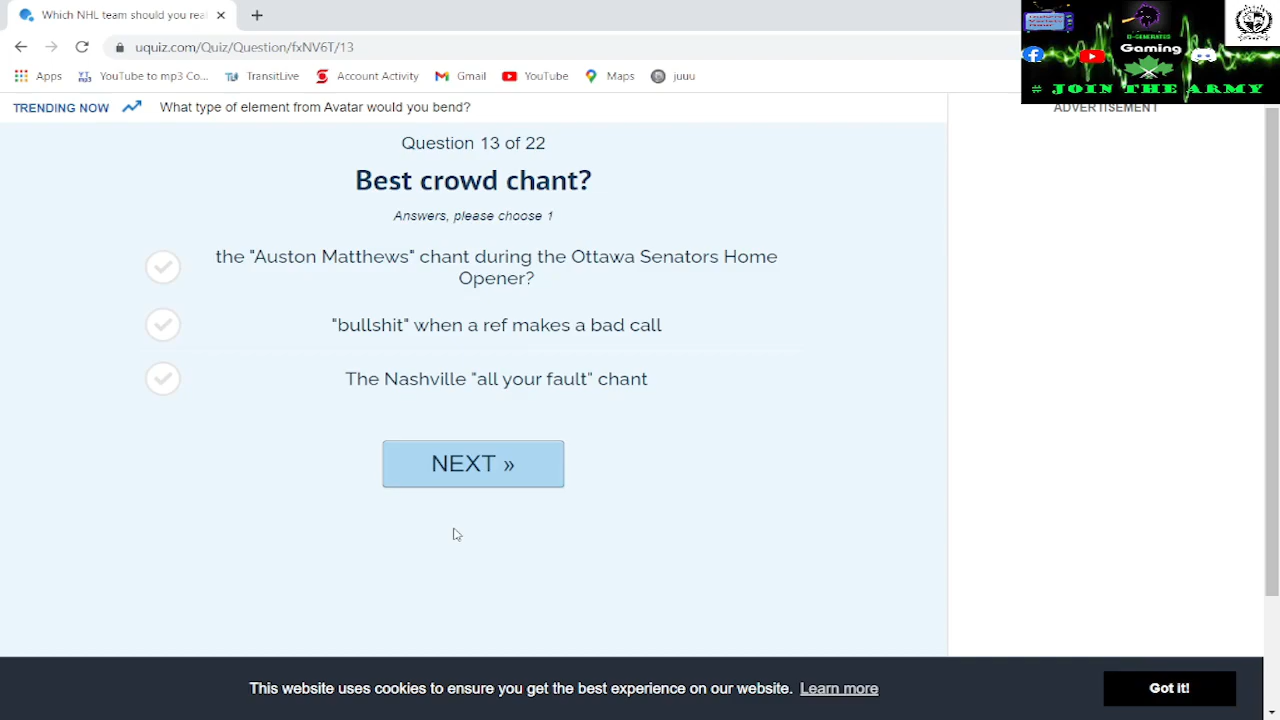 Which NHL team should you real
uquiz.com/Quiz/Question/fxNV6T/13
Apps
YouTube to mp3 Co...
TransitLive
Account Activity
Gmail
YouTube
Maps
juuu
Gaming
# JOIN THE ARMY
TRENDING NOW
What type of element from Avatar would you bend?
ADVERTISEMENT
Question 13 of 22
Best crowd chant?
Answers, please choose 1
the "Auston Matthews" chant during the Ottawa Senators Home
Opener?
"bullshit" when a ref makes a bad call
The Nashville "all your fault" chant
NEXT »
This website uses cookies to ensure you get the best experience on our website. Learn more
Got it!